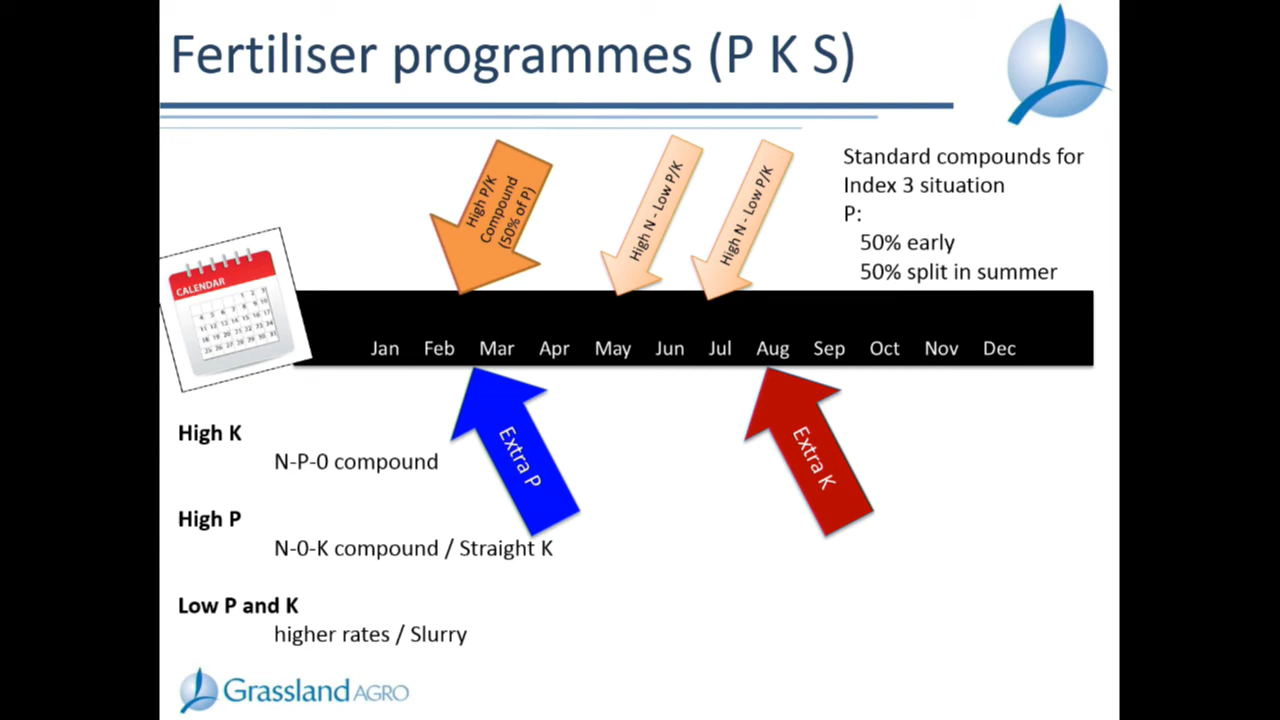 Fertiliser programmes (P K S)
High P/K
Compound
(50% of P)
High N - Low P/K
High N - Low P/K
Standard compounds for
Index 3 situation
P:
50% early
50% split in summer
CALENDAR
Jan Feb Mar Apr May Jun Jul Aug Sep Oct Nov Dec
Extra P
Extra K
High K
N-P-0 compound
High P
N-0-K compound / Straight K
Low P and K
higher rates / Slurry
Grassland AGRO